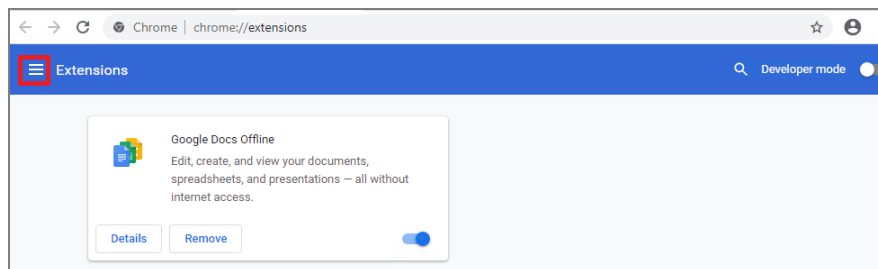 Chrome | chrome://extensions
Extensions
Developer mode
Google Docs Offline
Edit, create, and view your documents,
spreadsheets, and presentations — all without
internet access.
Details
Remove